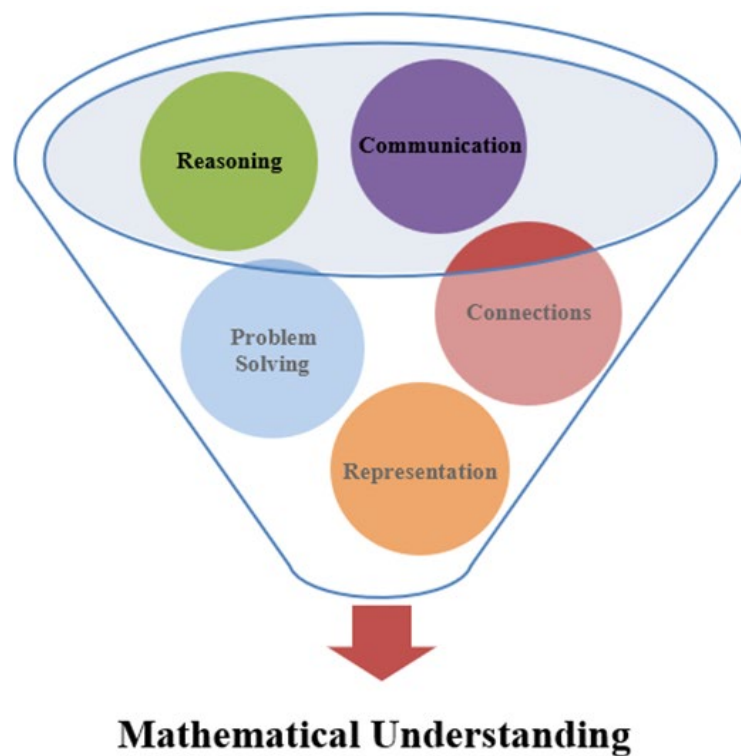 Reasoning
Communication
Connections
Problem
Solving
Representation
Mathematical Understanding